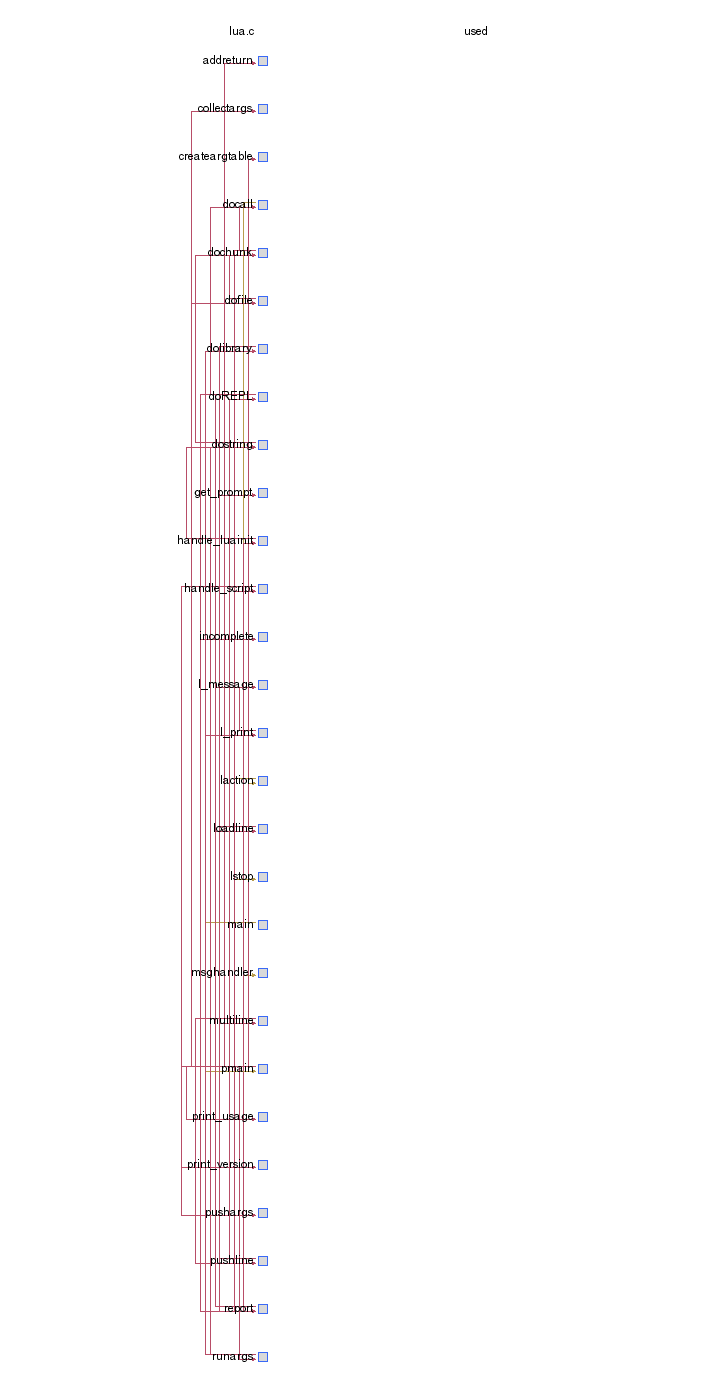 lua.c used
addreturn
collectargs
createargtable
docall
dochunk
dofile
dolibrary
doREPL
dostring
get_prompt
handle_luainit
handle_script
incomplete
l_message
l_print
laction
loadline
lstop
main
msghandler
multiline
pmain
print_usage
print_version
pushargs
pushline
report
runargs